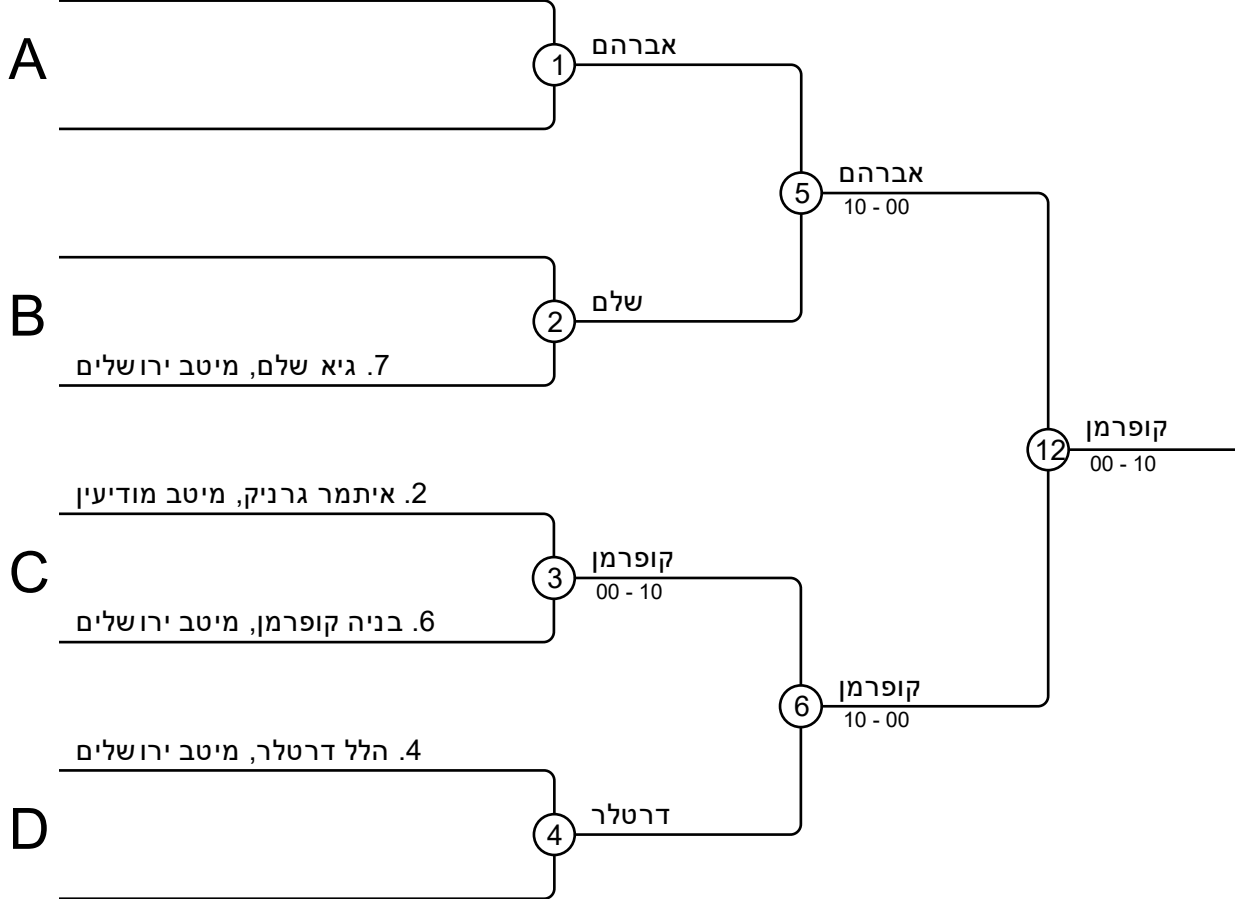 A
1
אברהם
5
אברהם
10 - 00
B
2
שלם
7. גיא שלם, מיטב ירושלים
12
קופרמן
00 - 10
2. איתמר גרניק, מיטב מודיעין
C
3
קופרמן
00 - 10
6. בניה קופרמן, מיטב ירושלים
6
קופרמן
10 - 00
4. הלל דרטלר, מיטב ירושלים
D
4
דרטלר